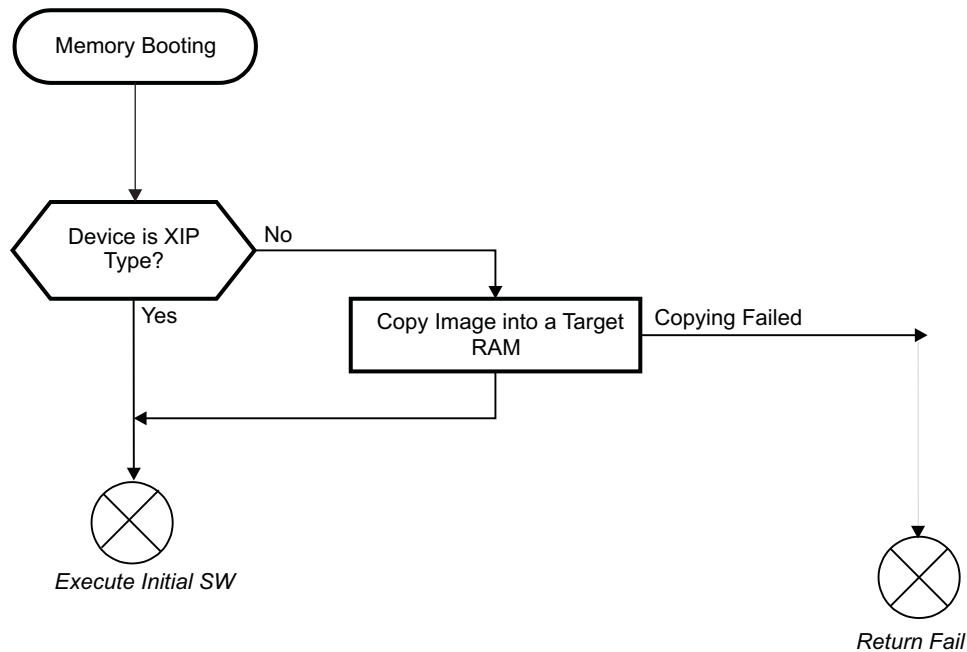 Memory Booting
Device is XIP
Type?
No
Yes
Copy Image into a Target
RAM
Copying Failed
Execute Initial SW
Return Fail